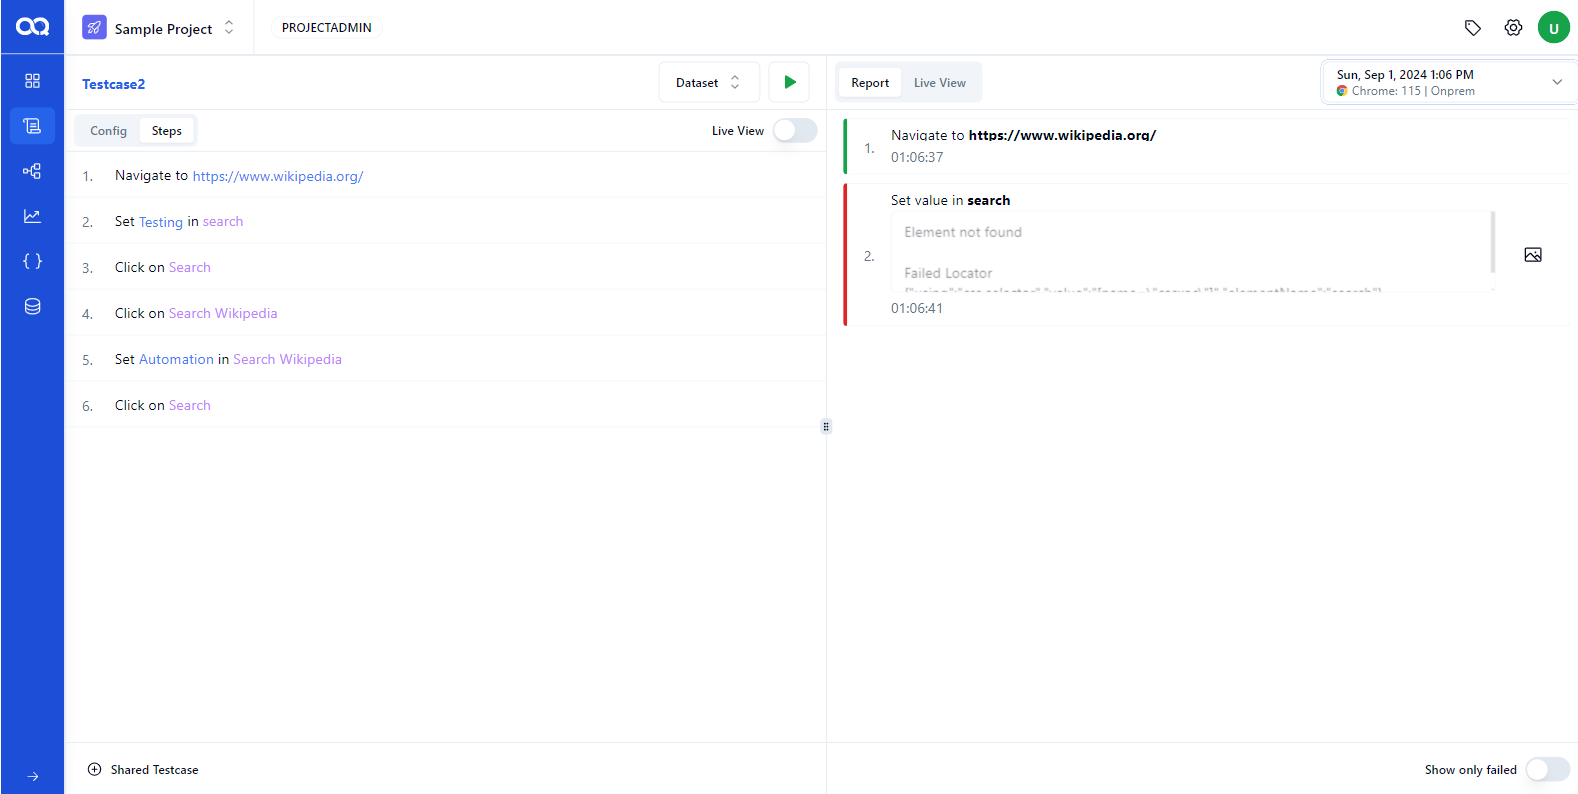 Sample Project
PROJECTADMIN
U
Testcase2
Dataset
Config
Steps
Live View
1. Navigate to https://www.wikipedia.org/
2. Set Testing in search
3. Click on Search
4. Click on Search Wikipedia
5. Set Automation in Search Wikipedia
6. Click on Search
Shared Testcase
Report
Live View
Sun, Sep 1, 2024 1:06 PM
Chrome: 115 | Onprem
1. Navigate to https://www.wikipedia.org/
01:06:37
2. Set value in search
Element not found
Failed Locator
01:06:41
Show only failed